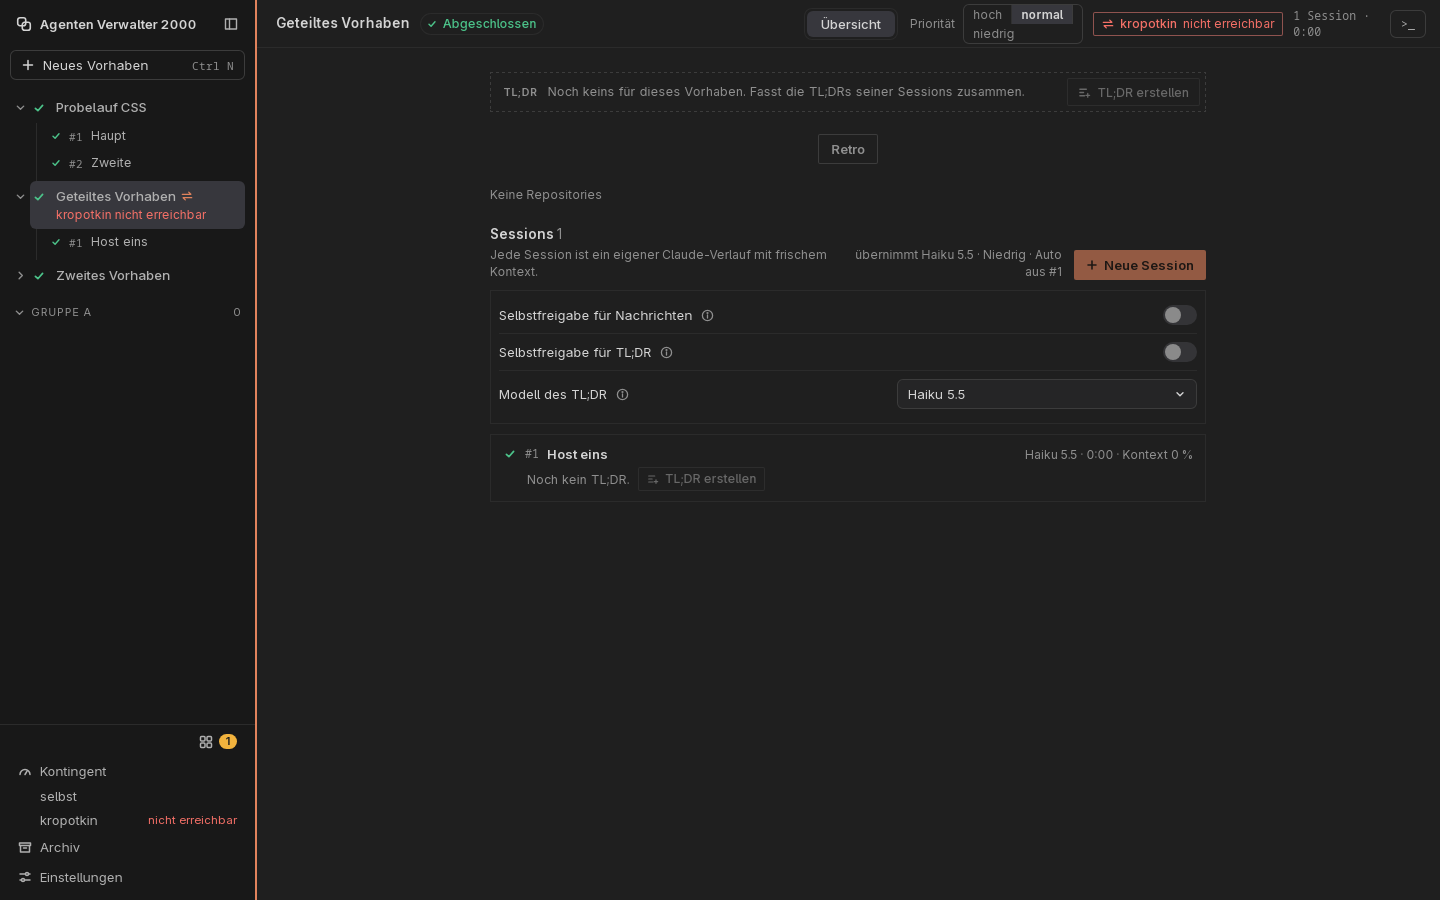 Agenten Verwalter 2000
Neues Vorhaben Ctrl N
Probelauf CSS
#1 Haupt
#2 Zweite
Geteiltes Vorhaben
kropotkin nicht erreichbar
#1 Host eins
Zweites Vorhaben
GRUPPE A 0
1
Kontingent
selbst
kropotkin nicht erreichbar
Archiv
Einstellungen
Geteiltes Vorhaben Abgeschlossen
Übersicht
Priorität
hoch normal
niedrig
kropotkin nicht erreichbar
1 Session ·
0:00
>_
TL;DR Noch keins für dieses Vorhaben. Fasst die TL;DRs seiner Sessions zusammen. TL;DR erstellen
Retro
Keine Repositories
Sessions 1
Jede Session ist ein eigener Claude-Verlauf mit frischem
Kontext.
übernimmt Haiku 5.5 · Niedrig · Auto
aus #1
Neue Session
Selbstfreigabe für Nachrichten
Selbstfreigabe für TL;DR
Modell des TL;DR Haiku 5.5
#1 Host eins Haiku 5.5 · 0:00 · Kontext 0 %
Noch kein TL;DR. TL;DR erstellen